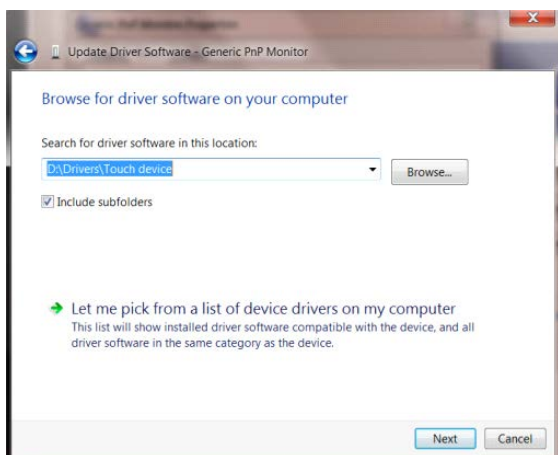 Update Driver Software - Generic PnP Monitor
Browse for driver software on your computer
Search for driver software in this location:
D:\Drivers\Touch device
Browse...
Include subfolders
Let me pick from a list of device drivers on my computer
This list will show installed driver software compatible with the device, and all
driver software in the same category as the device.
Next
Cancel